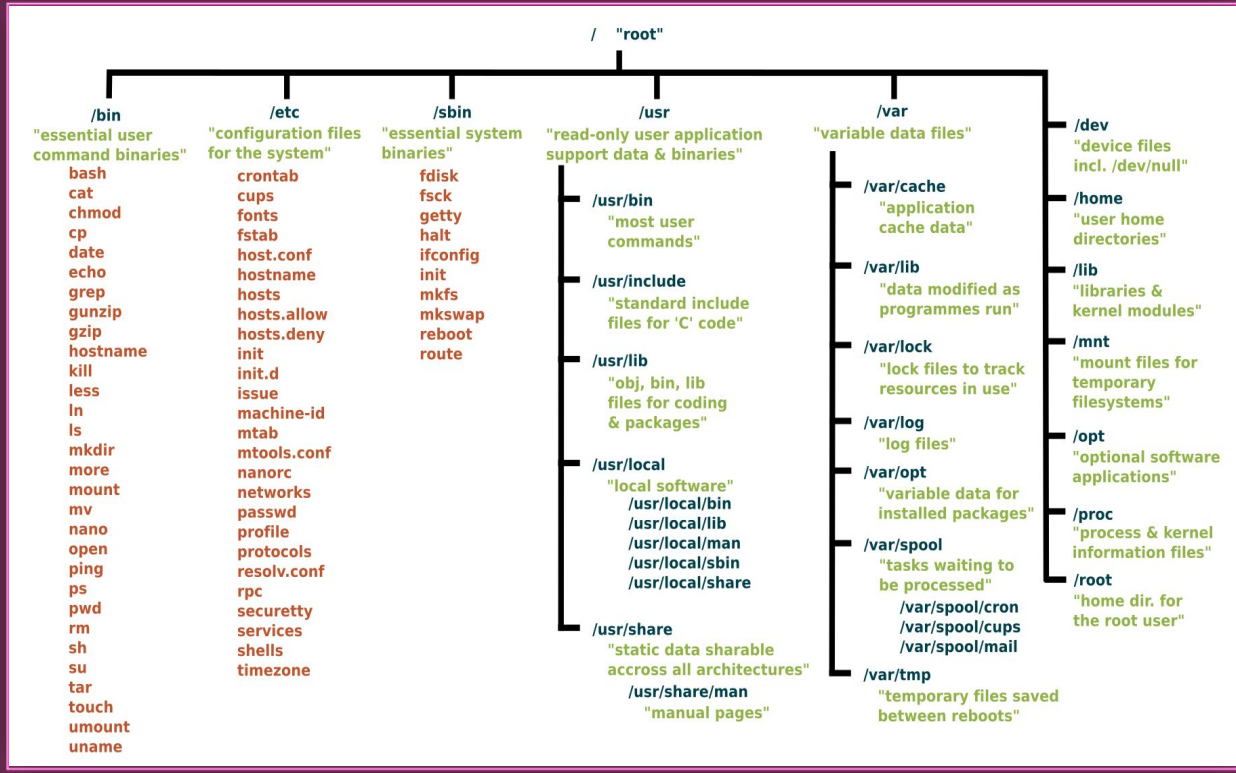 / "root"
/bin
"essential user
command binaries"
bash
cat
chmod
cp
date
echo
grep
gunzip
gzip
hostname
kill
less
ln
ls
mkdir
more
mount
mv
nano
open
ping
ps
pwd
rm
sh
su
tar
touch
umount
uname
/etc
"configuration files
for the system"
crontab
cups
fonts
fstab
host.conf
hostname
hosts
hosts.allow
hosts.deny
init
init.d
issue
machine-id
mtab
mtools.conf
nanorc
networks
passwd
profile
protocols
resolv.conf
rpc
securetty
services
shells
timezone
/sbin
"essential system
binaries"
fdisk
fsck
getty
halt
ifconfig
init
mkfs
mkswap
reboot
route
/usr
"read-only user application
support data & binaries"
/usr/bin
"most user
commands"
/usr/include
"standard include
files for 'C' code"
/usr/lib
"obj, bin, lib
files for coding
& packages"
/usr/local
"local software"
/usr/local/bin
/usr/local/lib
/usr/local/man
/usr/local/sbin
/usr/local/share
/usr/share
"static data sharable
accross all architectures"
/usr/share/man
"manual pages"
/var
"variable data files"
/var/cache
"application
cache data"
/var/lib
"data modified as
programmes run"
/var/lock
"lock files to track
resources in use"
/var/log
"log files"
/var/opt
"variable data for
installed packages"
/var/spool
"tasks waiting to
be processed"
/var/spool/cron
/var/spool/cups
/var/spool/mail
/var/tmp
"temporary files saved
between reboots"
/dev
"device files
incl. /dev/null"
/home
"user home
directories"
/lib
"libraries &
kernel modules"
/mnt
"mount files for
temporary
filesystems"
/opt
"optional software
applications"
/proc
"process & kernel
information files"
/root
"home dir. for
the root user"